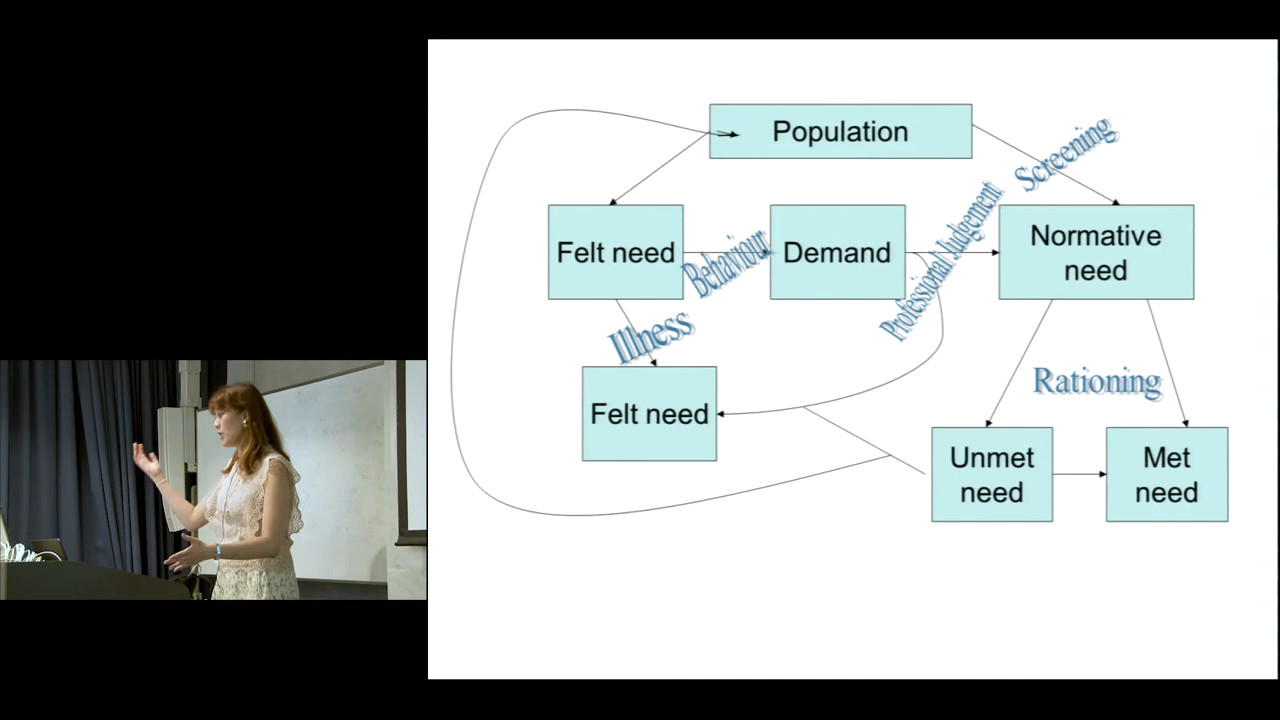 Population
Screening
Felt need
Behaviour
Demand
Professional Judgement
Normative
need
Illness
Felt need
Rationing
Unmet
need
Met
need